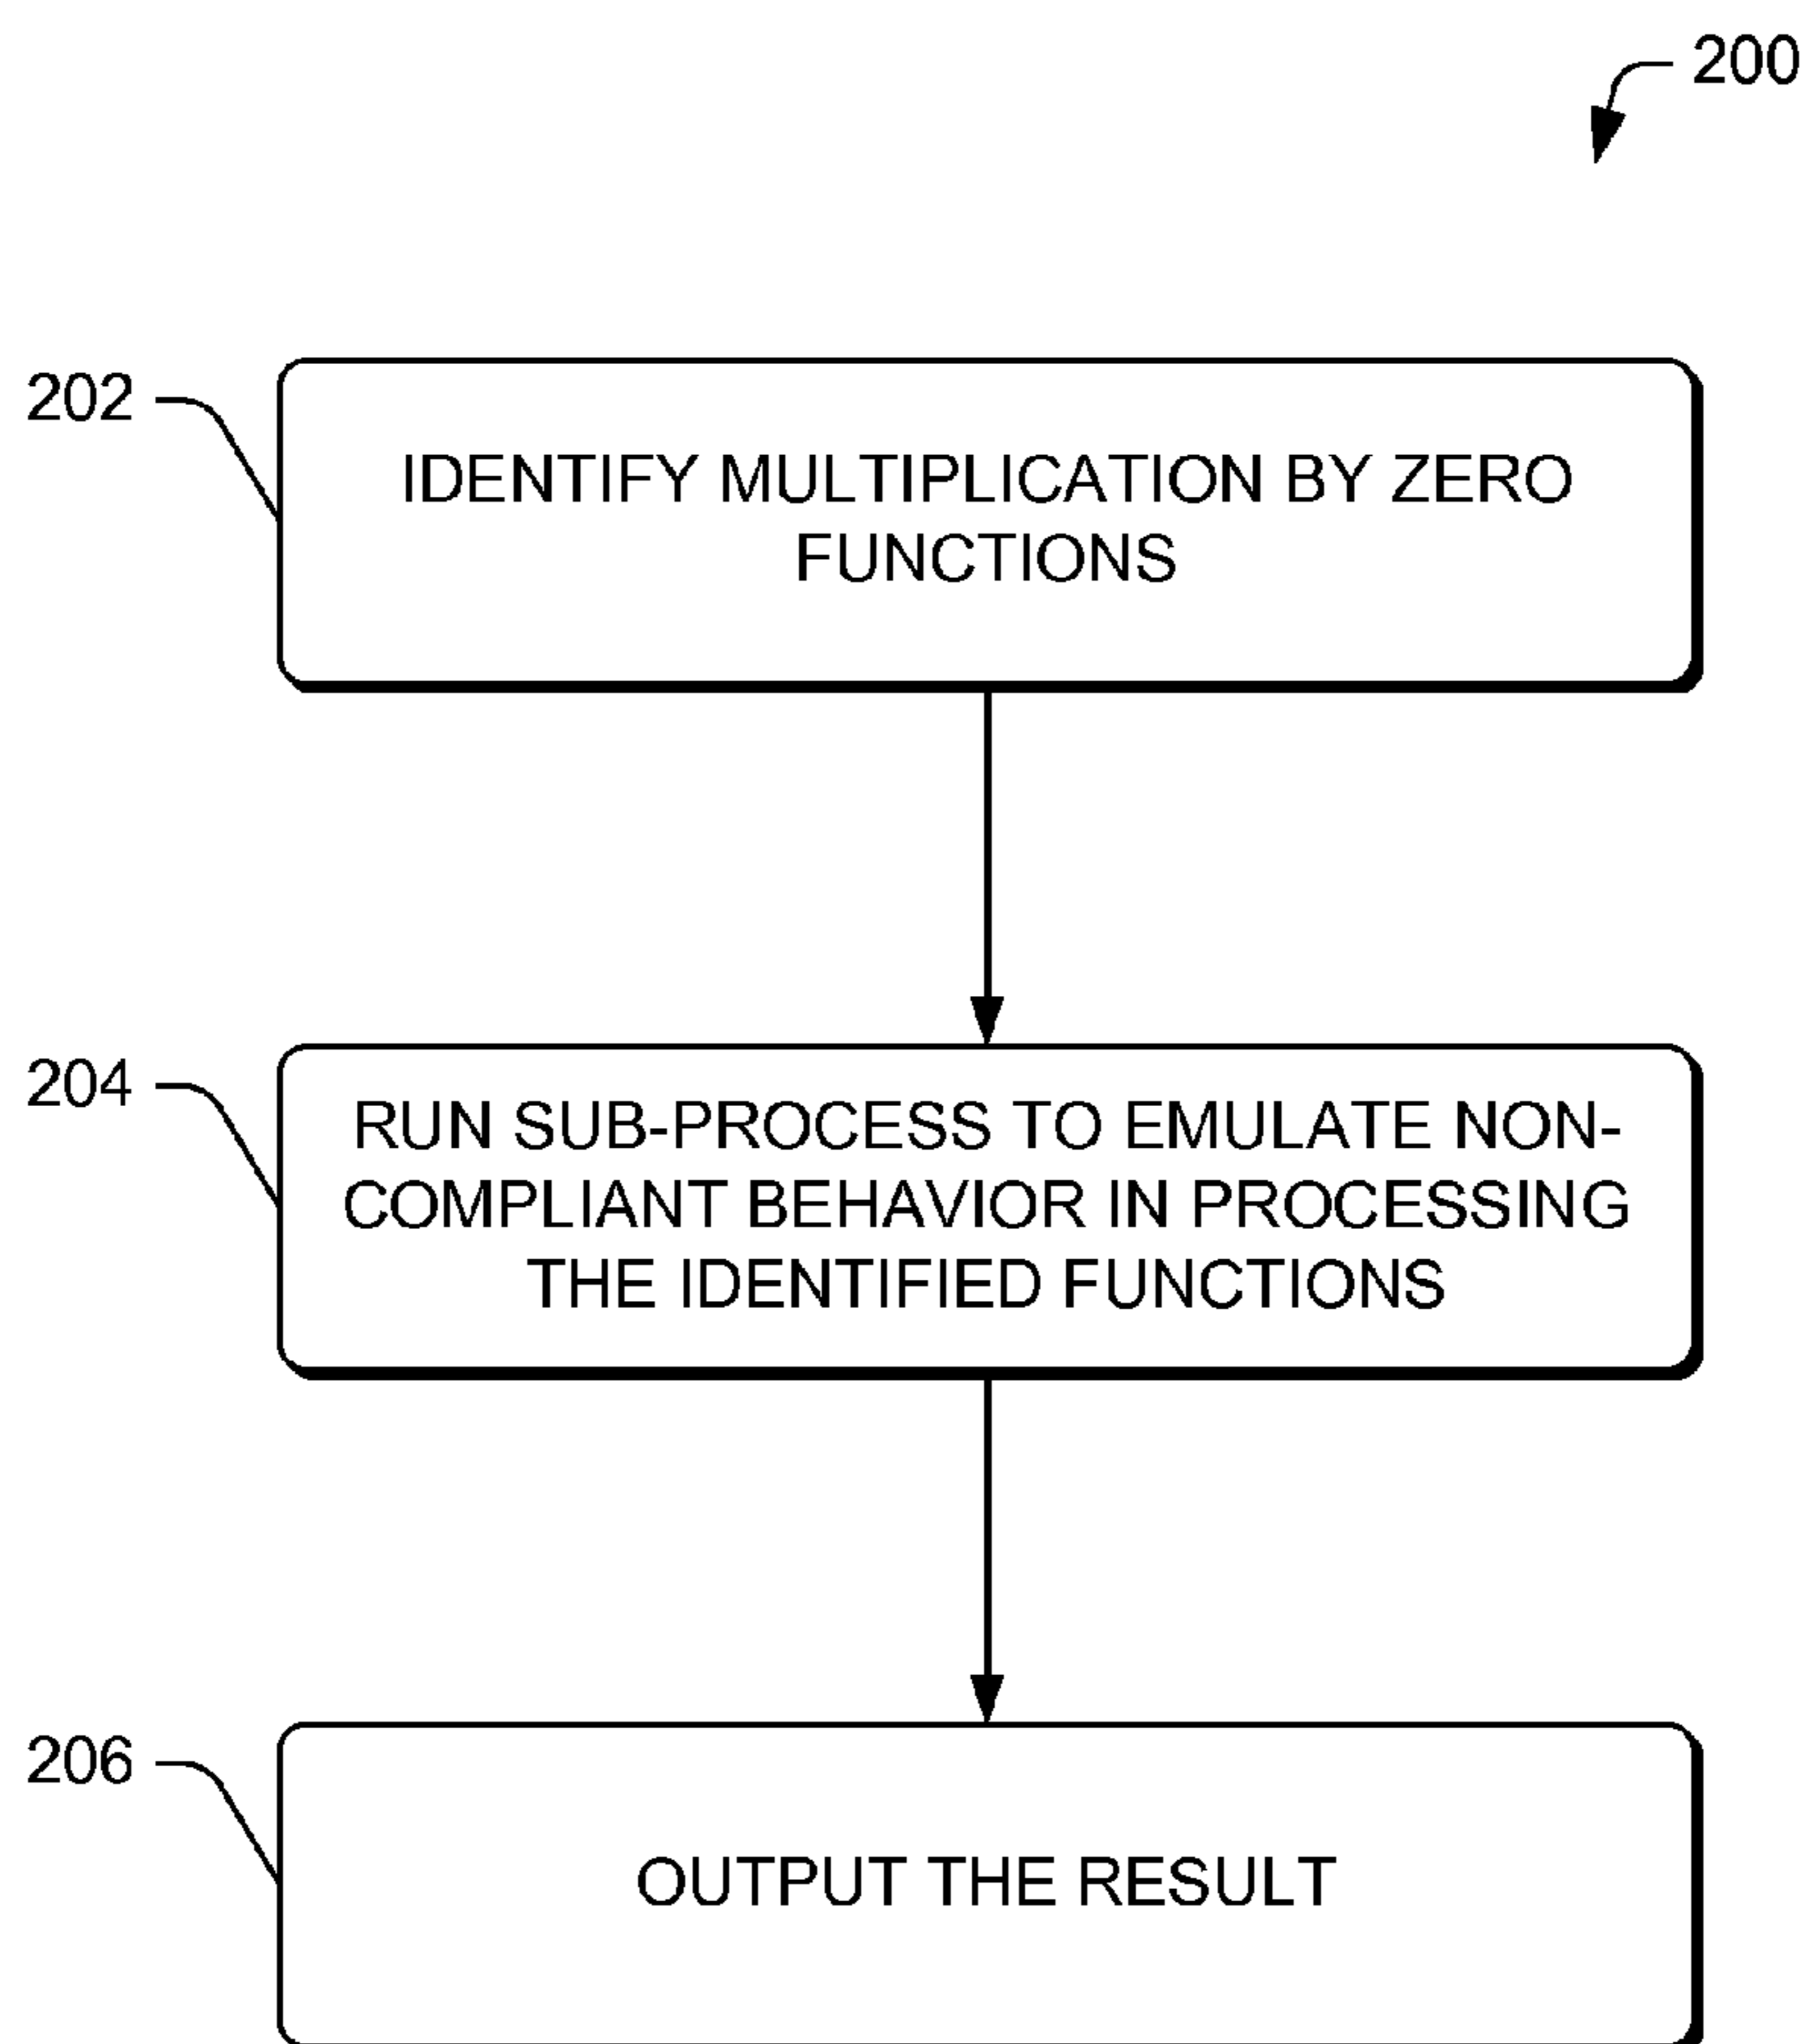 200
202
IDENTIFY MULTIPLICATION BY ZERO
FUNCTIONS
204
RUN SUB-PROCESS TO EMULATE NON-
COMPLIANT BEHAVIOR IN PROCESSING
THE IDENTIFIED FUNCTIONS
206
OUTPUT THE RESULT